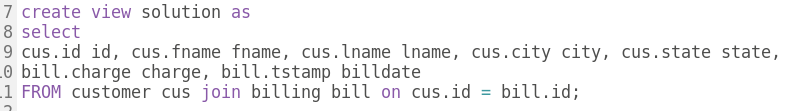 7 create view solution as
8 select
9 cus.id id, cus.fname fname, cus.lname lname, cus.city city, cus.state state,
10 bill.charge charge, bill.tstamp billdate
11 FROM customer cus join billing bill on cus.id = bill.id;